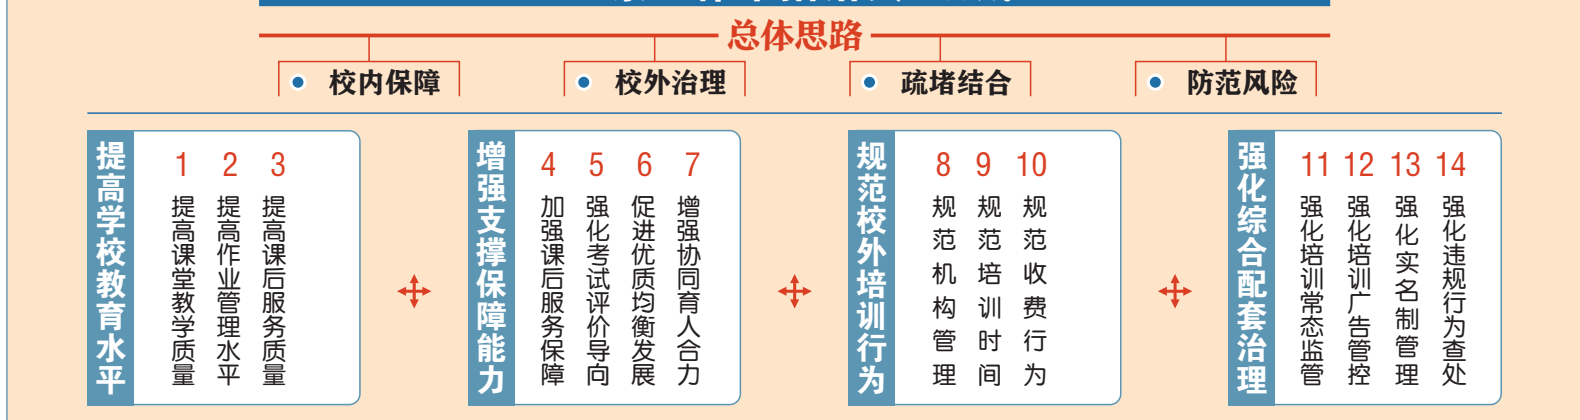 总体思路
校内保障
校外治理
疏堵结合
防范风险
提高学校教育水平
1
提高课堂教学质量
2
提高作业管理水平
3
提高课后服务质量
增强支撑保障能力
4
加强课后服务保障
5
强化考试评价导向
6
促进优质均衡发展
7
增强协同育人合力
规范校外培训行为
8
规范机构管理
9
规范培训时间
10
规范收费行为
强化综合配套治理
11
强化培训常态监管
12
强化培训广告管控
13
强化实名制管理
14
强化违规行为查处